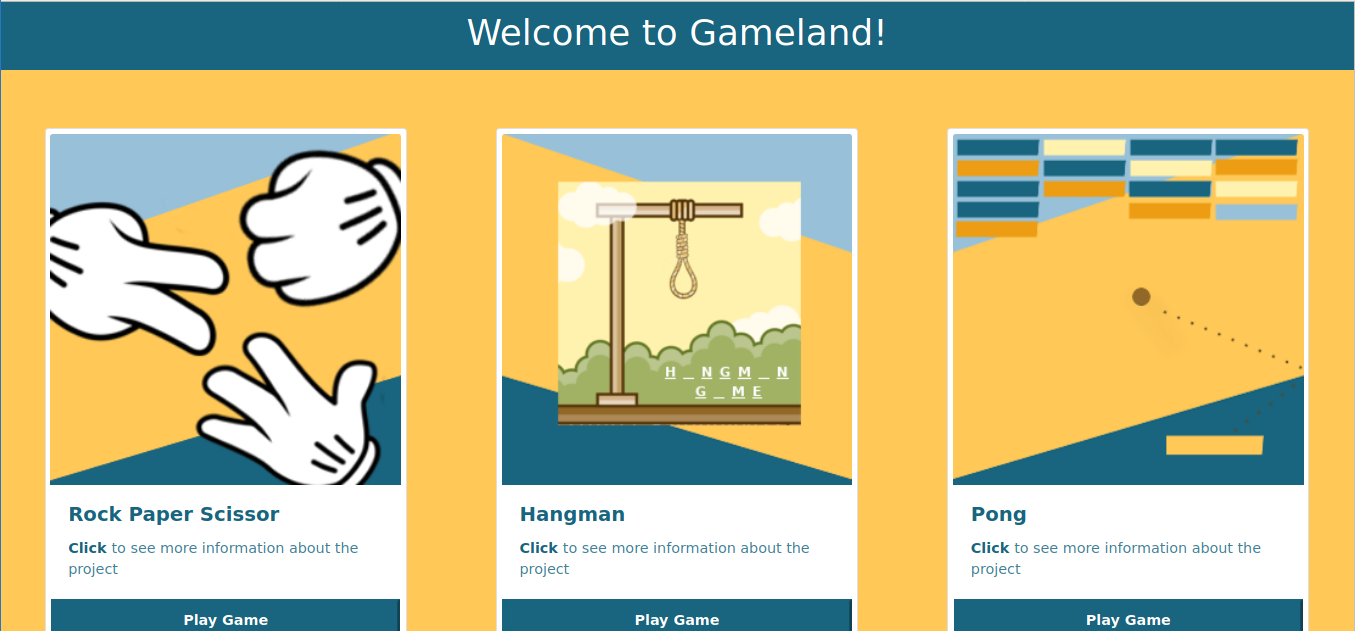 Welcome to Gameland!
H _ N G M _ N
G _ M E
Rock Paper Scissor
Click to see more information about the
project
Play Game
Hangman
Click to see more information about the
project
Play Game
Pong
Click to see more information about the
project
Play Game